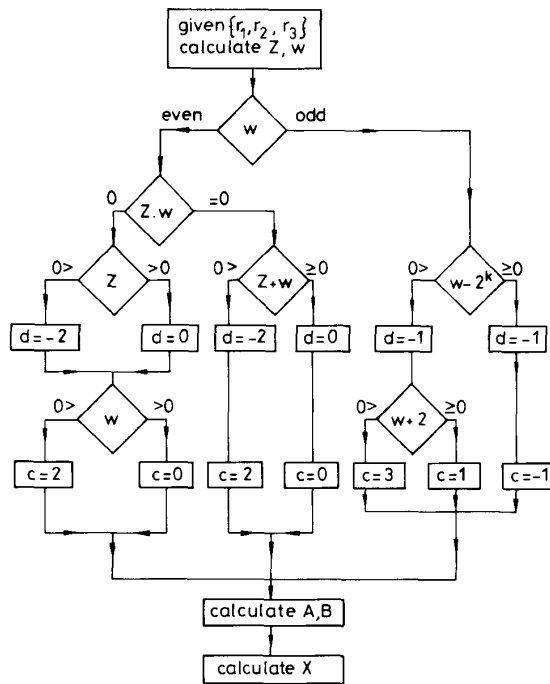 given {r₁, r₂, r₃}
calculate Z, w
even
w
odd
0
Z.w
=0
0>
Z
>0
0>
Z+w
≥0
0>
w-2ᵏ
≥0
d=-2
d=0
d=-2
d=0
d=-1
d=-1
0>
w
>0
0>
w+2
≥0
c=2
c=0
c=2
c=0
c=3
c=1
c=-1
calculate A,B
calculate X